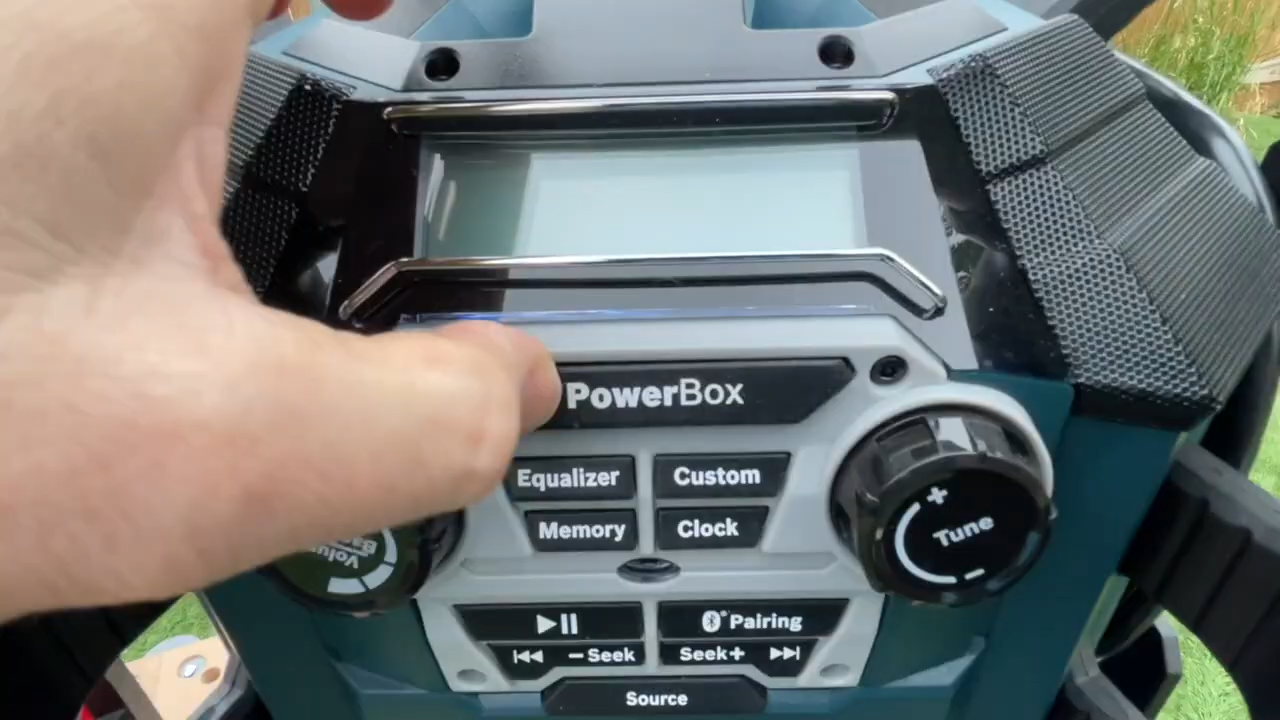 PowerBox
Equalizer
Custom
Memory
Clock
+
Tune
-
Pairing
- Seek
Seek+
Source